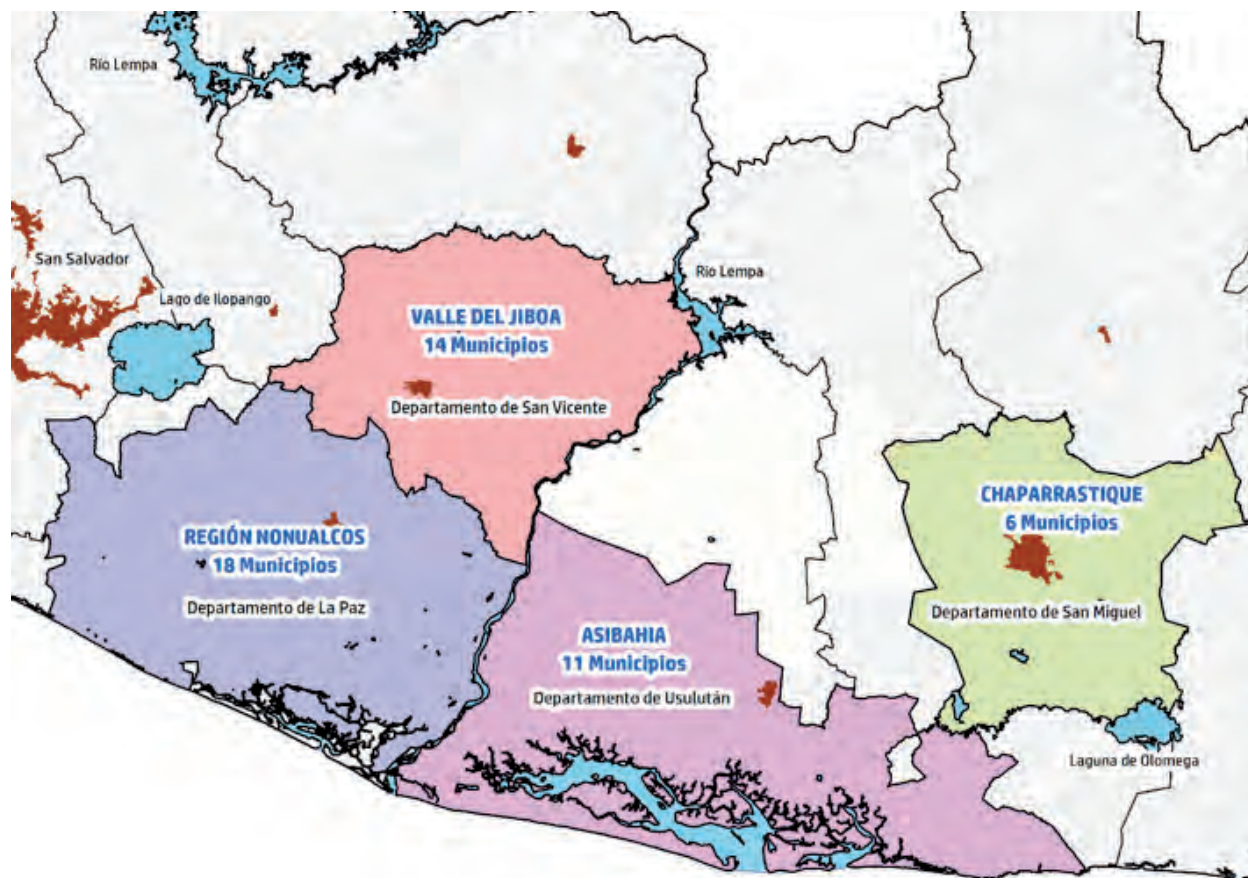 Río Lempa
San Salvador
Lago de Ilopango
Río Lempa
VALLE DEL JIBOA
14 Municipios
Departamento de San Vicente
CHAPARRASTIQUE
6 Municipios
Departamento de San Miguel
REGIÓN NONUALCOS
18 Municipios
Departamento de La Paz
ASIBAHIA
11 Municipios
Departamento de Usulután
Laguna de Olomega